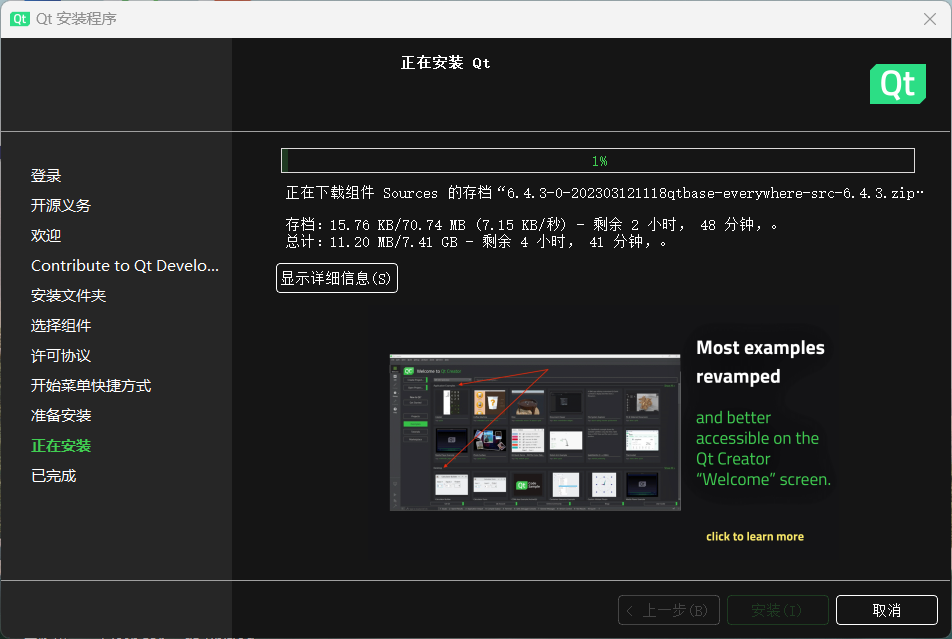 Qt Qt 安装程序
正在安装 Qt
Qt
登录
开源义务
欢迎
Contribute to Qt Develo...
安装文件夹
选择组件
许可协议
开始菜单快捷方式
准备安装
正在安装
已完成
1%
正在下载组件 Sources 的存档“6.4.3-0-202303121118qtbase-everywhere-src-6.4.3.zip…
存档：15.76 KB/70.74 MB (7.15 KB/秒) - 剩余 2 小时， 48 分钟，。
总计：11.20 MB/7.41 GB - 剩余 4 小时， 41 分钟，。
显示详细信息(S)
Welcome to Qt Creator
Most examples
revamped
and better
accessible on the
Qt Creator
“Welcome” screen.
click to learn more
< 上一步(B)
安装(I)
取消